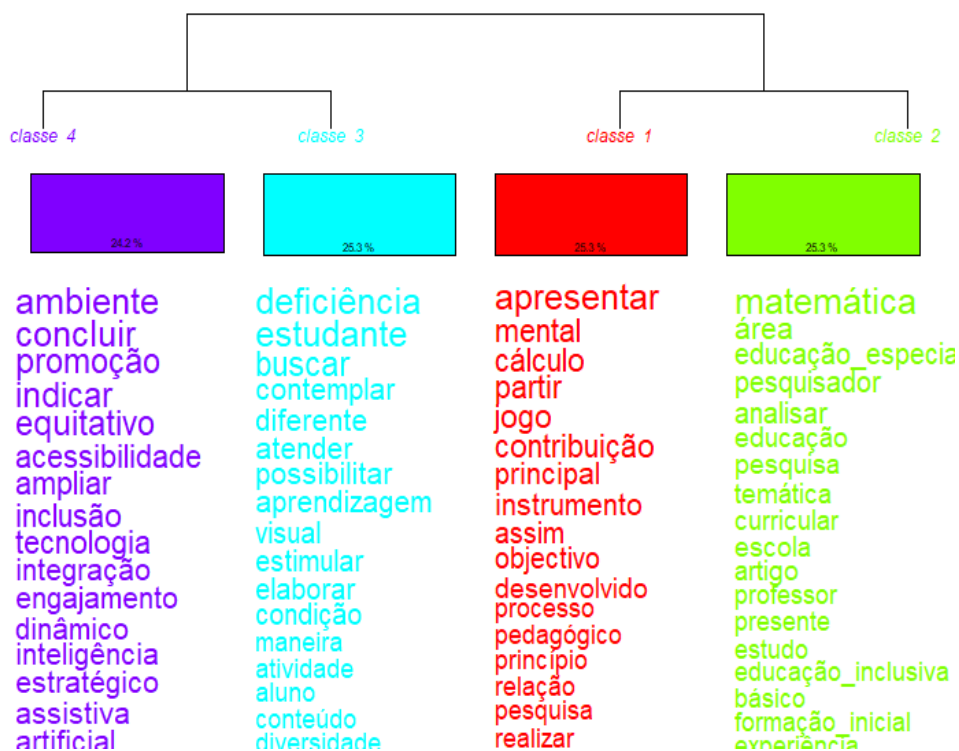 classe 4
classe 3
classe 1
classe 2
24.2 %
25.3 %
25.3 %
25.3 %
ambiente
concluir
promoção
indicar
equitativo
acessibilidade
ampliar
inclusão
tecnologia
integração
engajamento
dinâmico
inteligência
estratégico
assistiva
artificial
deficiência
estudante
buscar
contemplar
diferente
atender
possibilitar
aprendizagem
visual
estimular
elaborar
condição
maneira
atividade
aluno
conteúdo
diversidade
apresentar
mental
cálculo
partir
jogo
contribuição
principal
instrumento
assim
objectivo
desenvolvido
processo
pedagógico
princípio
relação
pesquisa
realizar
matemática
área
educação_especia
pesquisador
analisar
educação
pesquisa
temática
curricular
escola
artigo
professor
presente
estudo
educação_inclusiva
básico
formação_inicial
experiência